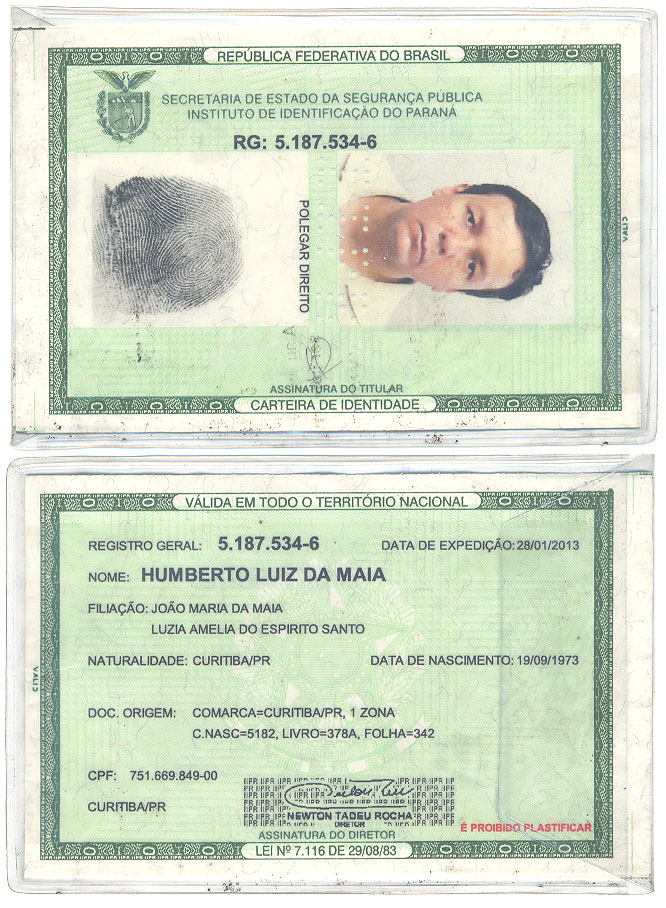 REPÚBLICA FEDERATIVA DO BRASIL
SECRETARIA DE ESTADO DA SEGURANÇA PÚBLICA
INSTITUTO DE IDENTIFICAÇÃO DO PARANÁ
RG: 5.187.534-6
POLEGAR DIREITO
ASSINATURA DO TITULAR
CARTEIRA DE IDENTIDADE
VALID
VÁLIDA EM TODO O TERRITÓRIO NACIONAL
REGISTRO GERAL: 5.187.534-6 DATA DE EXPEDIÇÃO:28/01/2013
NOME: HUMBERTO LUIZ DA MAIA
FILIAÇÃO: JOÃO MARIA DA MAIA
LUZIA AMELIA DO ESPIRITO SANTO
NATURALIDADE: CURITIBA/PR DATA DE NASCIMENTO: 19/09/1973
VALID
DOC. ORIGEM: COMARCA=CURITIBA/PR, 1 ZONA
C.NASC=5182, LIVRO=378A, FOLHA=342
CPF: 751.669.849-00
CURITIBA/PR
NEWTON TADEU ROCHA
DIRETOR
ASSINATURA DO DIRETOR
É PROIBIDO PLASTIFICAR
LEI Nº 7.116 DE 29/08/83